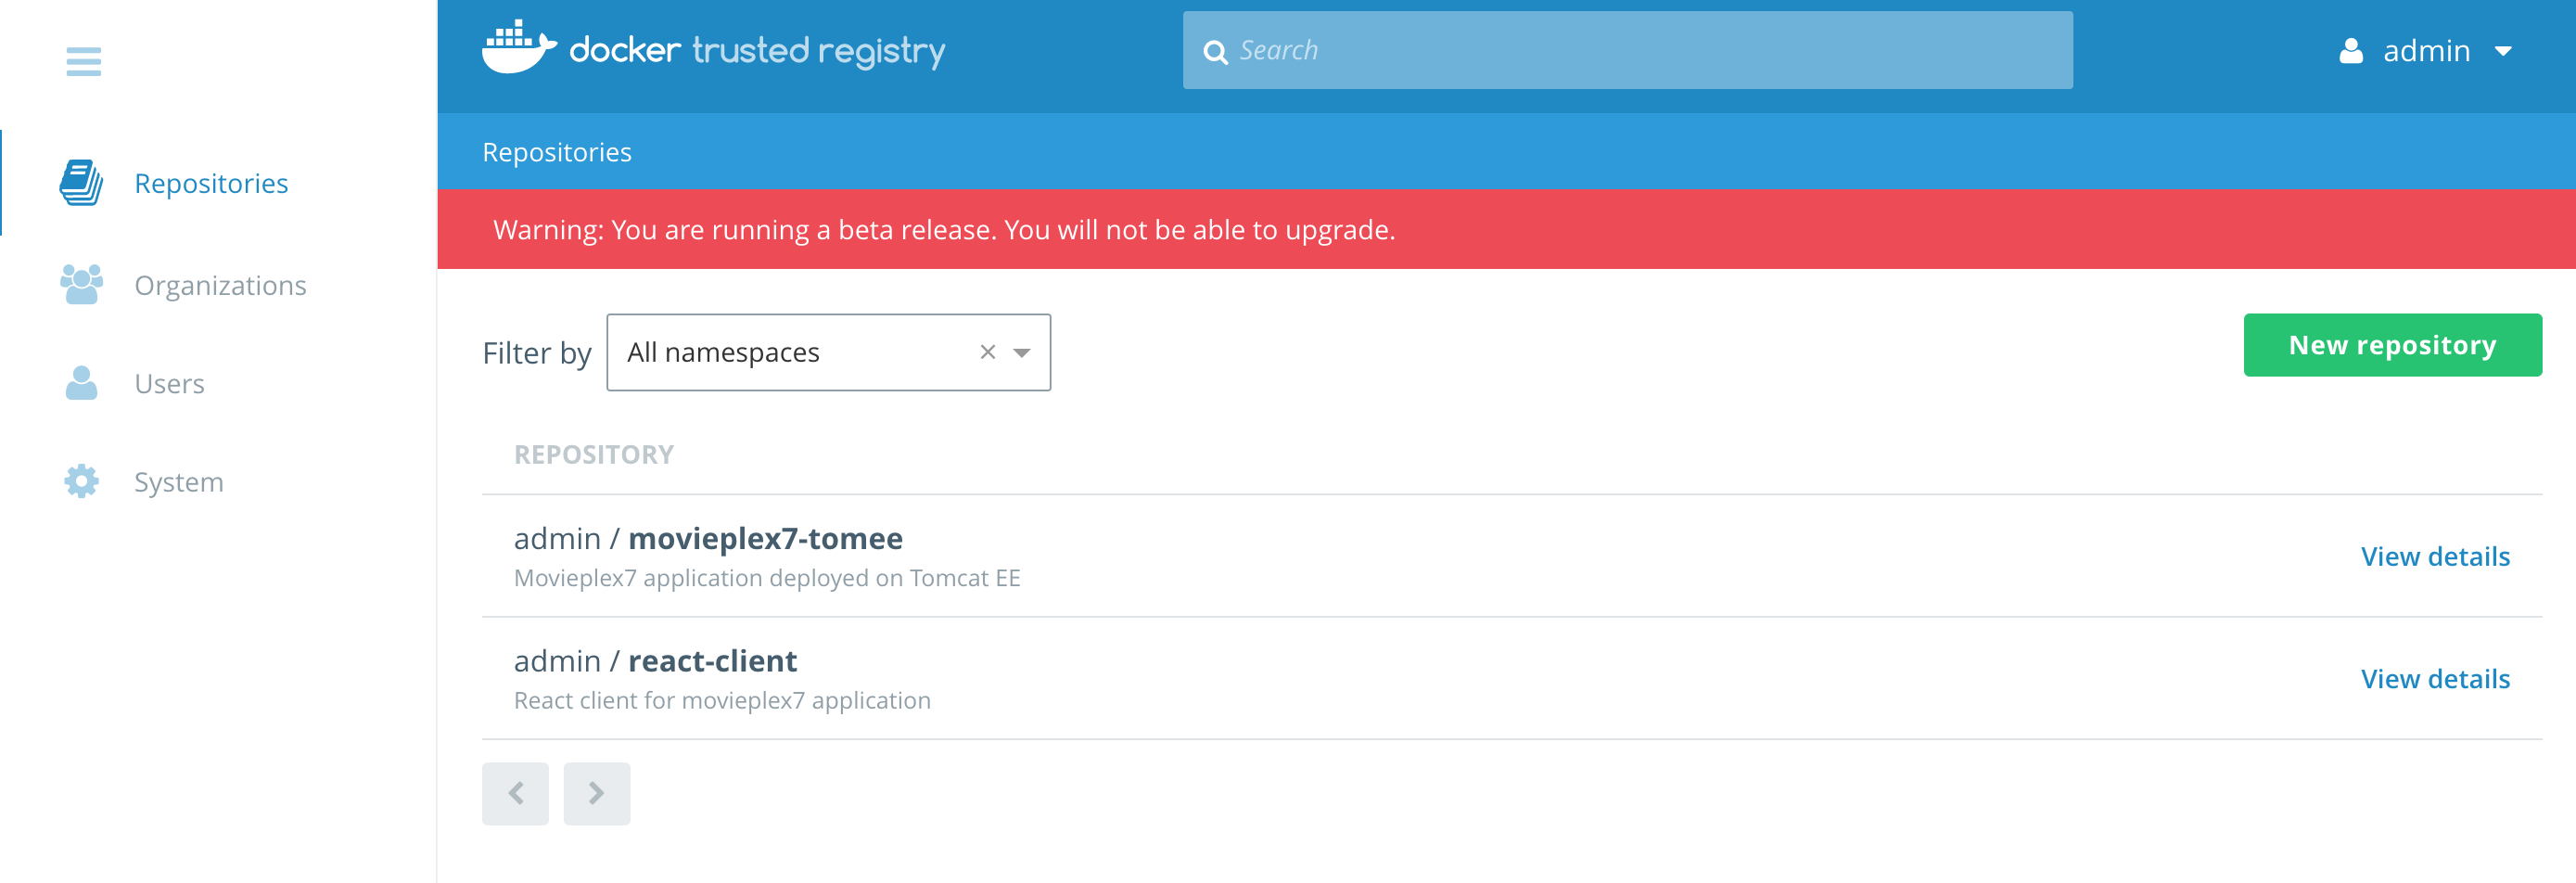 docker trusted registry
Search
admin
Repositories
Organizations
Users
System
Repositories
Warning: You are running a beta release. You will not be able to upgrade.
Filter by
All namespaces
New repository
REPOSITORY
admin / movieplex7-tomee
Movieplex7 application deployed on Tomcat EE
View details
admin / react-client
React client for movieplex7 application
View details